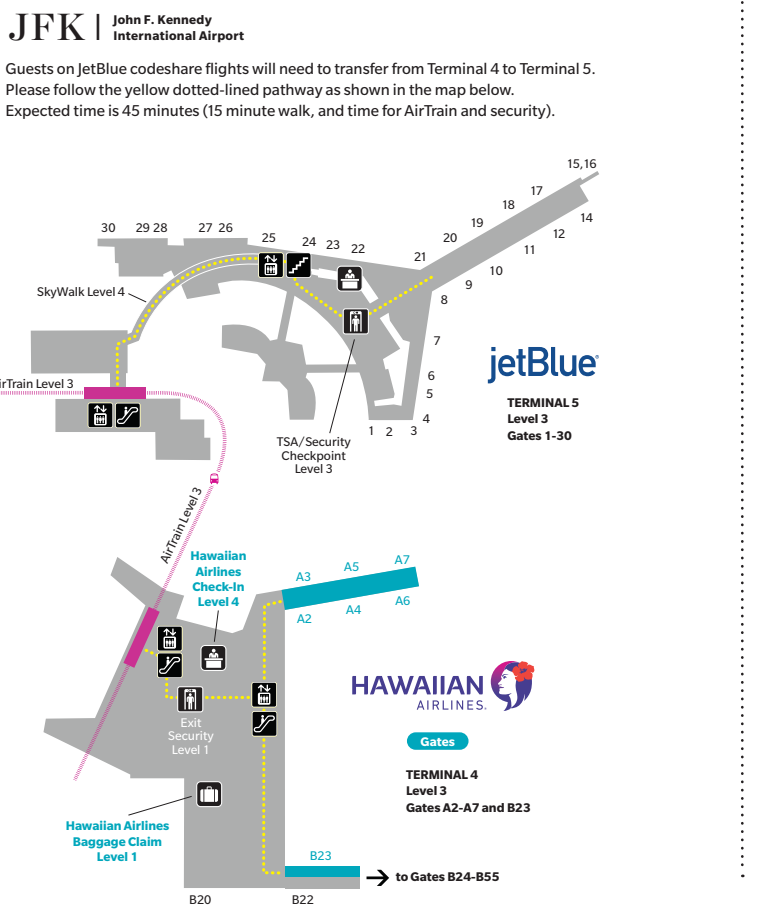 JFK
John F. Kennedy
International Airport
Guests on JetBlue codeshare flights will need to transfer from Terminal 4 to Terminal 5.
Please follow the yellow dotted-lined pathway as shown in the map below.
Expected time is 45 minutes (15 minute walk, and time for AirTrain and security).
15,16
17
18
14
19
12
20
11
30
29 28
27 26
25
24
23
22
21
10
9
8
SkyWalk Level 4
7
6
5
4
irTrain Level 3
1
2
3
TSA/Security
Checkpoint
Level 3
jetBlue
TERMINAL 5
Level 3
Gates 1-30
AirTrain Level 3
Hawaiian
Airlines
Check-In
Level 4
A3
A5
A7
A2
A4
A6
Exit
Security
Level 1
HAWAIIAN
AIRLINES.
Gates
TERMINAL 4
Level 3
Gates A2-A7 and B23
Hawaiian Airlines
Baggage Claim
Level 1
B23
to Gates B24-B55
B20
B22